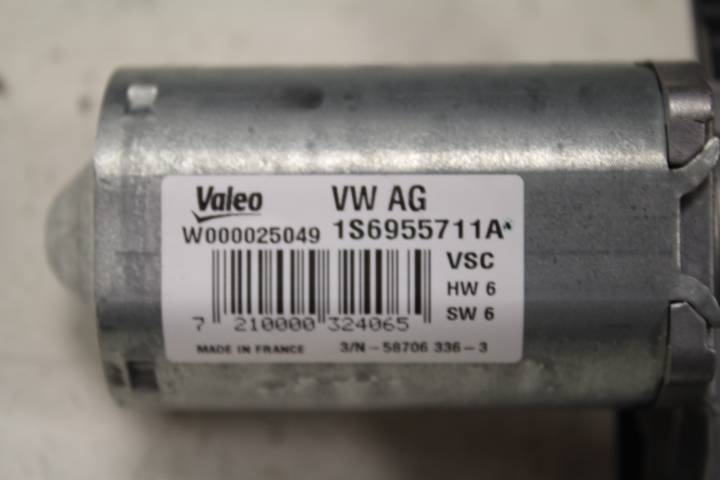 Valeo VW AG
W000025049 1S6955711A
VSC
HW 6
SW 6
7 210000 324065
MADE IN FRANCE 3/N-58706 336-3